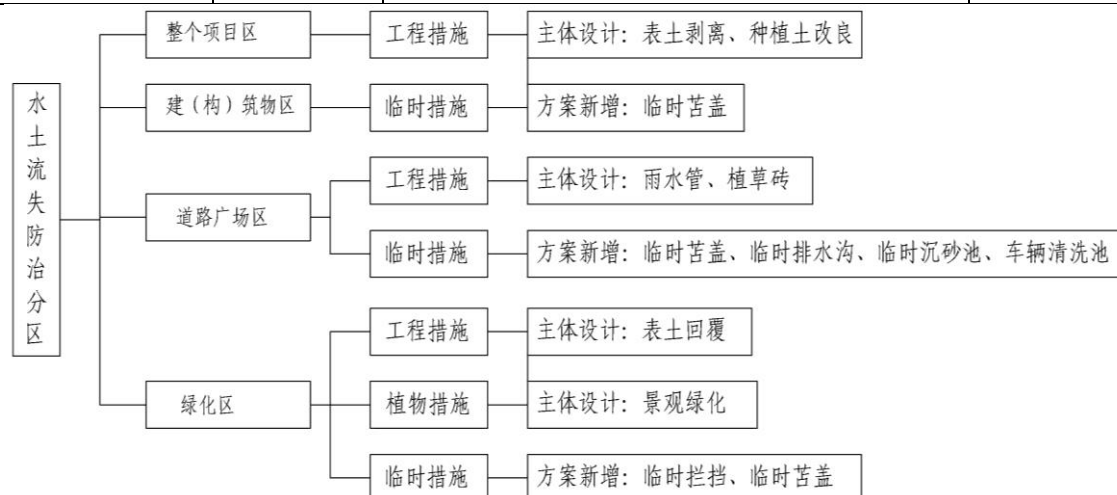 水土流失防治分区
整个项目区
工程措施
主体设计：表土剥离、种植土改良
建（构）筑物区
临时措施
方案新增：临时苫盖
道路广场区
工程措施
主体设计：雨水管、植草砖
临时措施
方案新增：临时苫盖、临时排水沟、临时沉砂池、车辆清洗池
绿化区
工程措施
主体设计：表土回覆
植物措施
主体设计：景观绿化
临时措施
方案新增：临时拦挡、临时苫盖